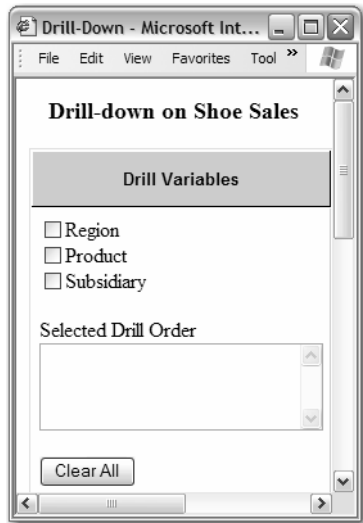 Drill-Down - Microsoft Int...
File Edit View Favorites Tool »
Drill-down on Shoe Sales
Drill Variables
Region
Product
Subsidiary
Selected Drill Order
Clear All